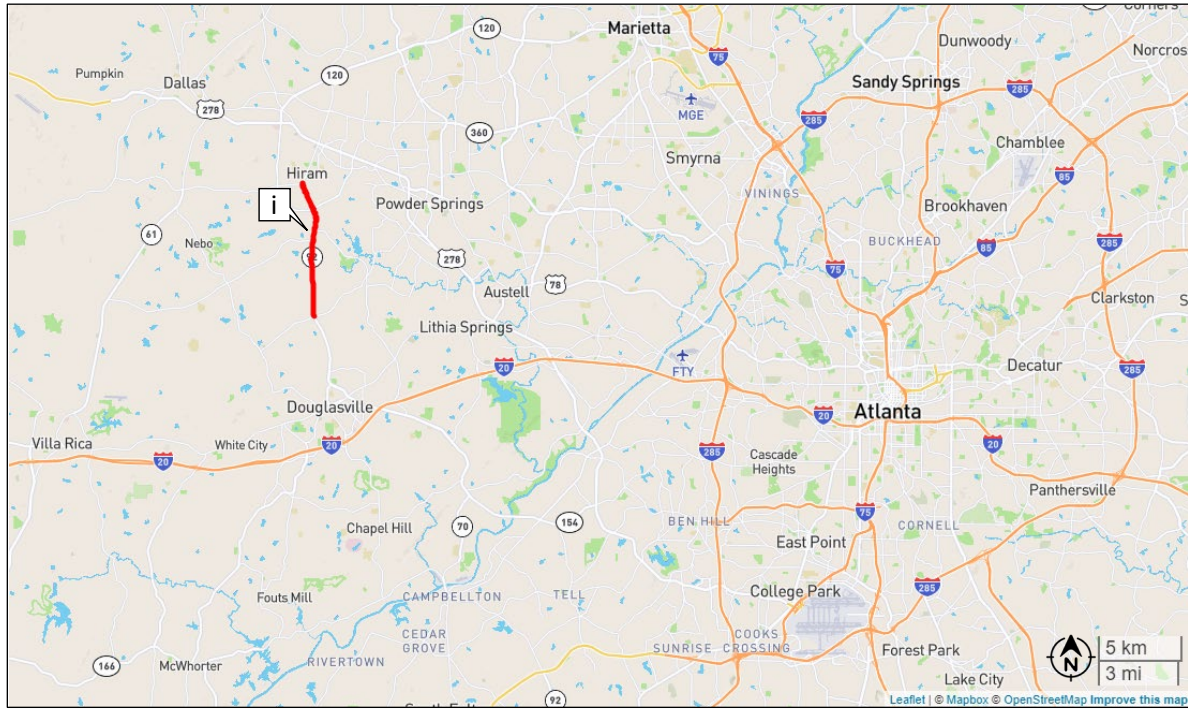 Corners
120
Marietta
75
Dunwoody
Norcros
Pumpkin
Dallas
120
278
Sandy Springs
285
MGE
285
360
Chamblee
Smyrna
Hiram
85
i
Powder Springs
VININGS
Brookhaven
61
Nebo
BUCKHEAD
85
285
92
278
75
78
Austell
Clarkston
S
Lithia Springs
FTY
20
Decatur
285
Douglasville
20
Atlanta
Villa Rica
White City
20
20
20
285
Cascade
Heights
Panthersville
75
Chapel Hill
70
154
BEN HILL
CORNELL
East Point
285
Fouts Mill
CAMPBELLTON
TELL
College Park
CEDAR
GROVE
COOKS
SUNRISE
CROSSING
Forest Park
RIVERTOWN
166
McWhorter
N
5 km
3 mi
Lake City
92
Leaflet | © Mapbox © OpenStreetMap Improve this map